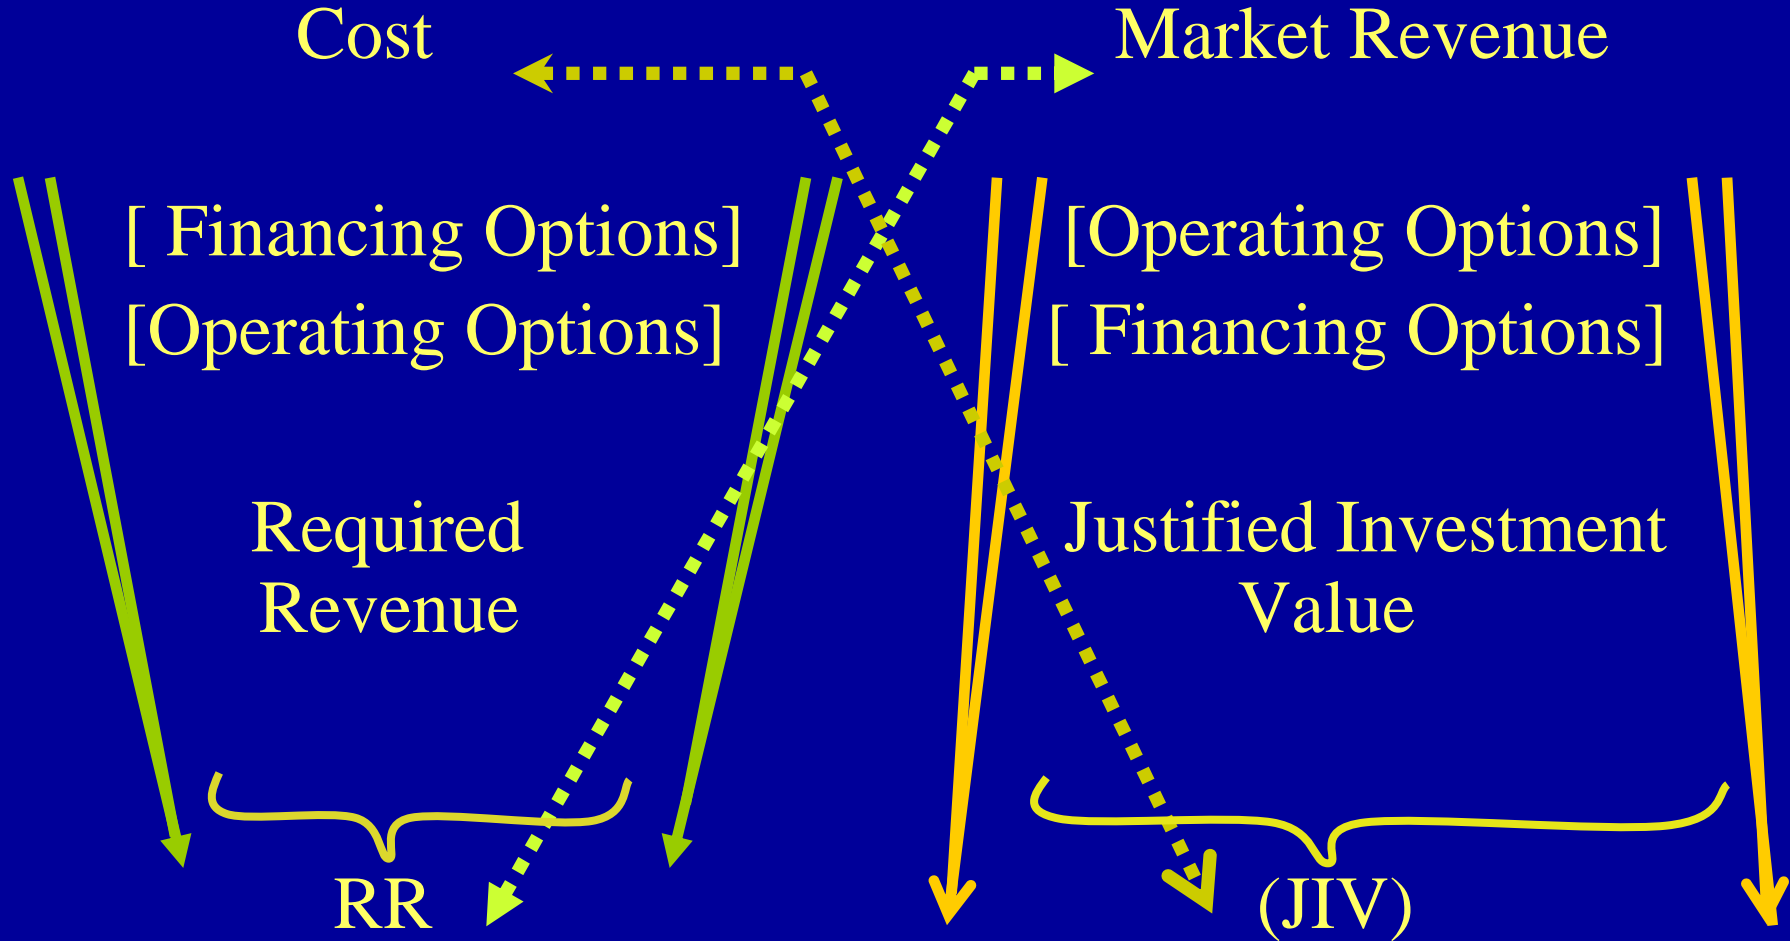 Cost
[ Financing Options]
[Operating Options]
Required
Revenue
RR
Market Revenue
[Operating Options]
[ Financing Options]
Justified Investment
Value
(JIV)